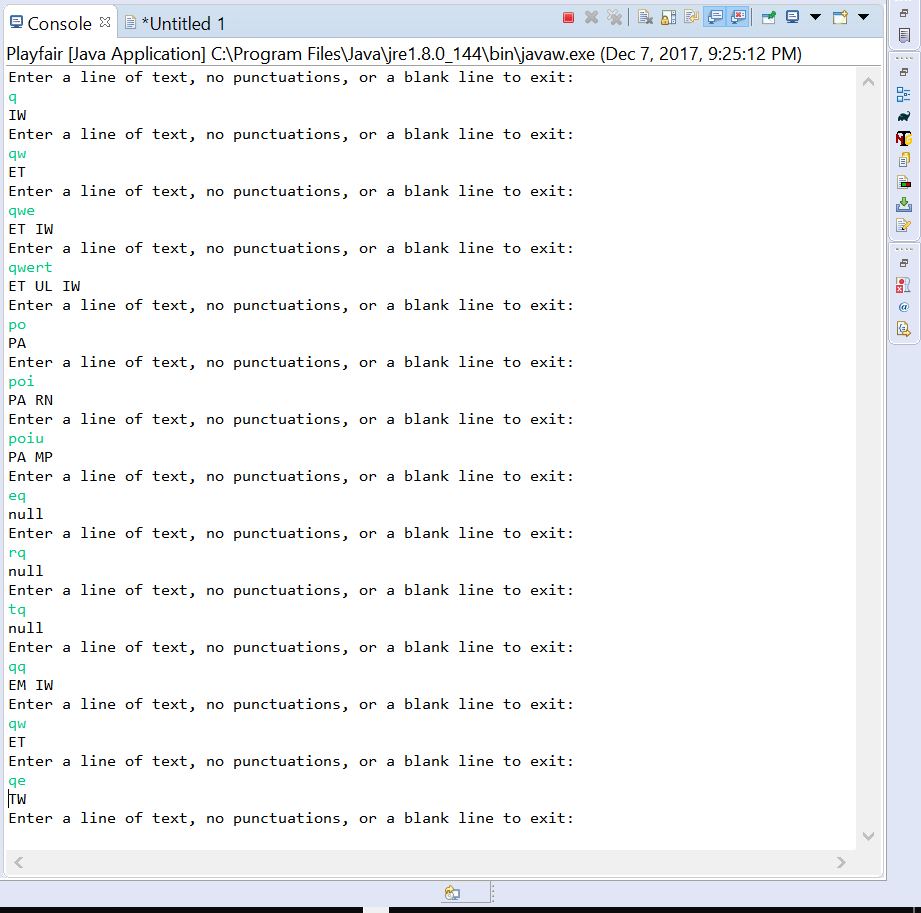 Console *Untitled 1
Playfair [Java Application] C:\Program Files\Java\jre1.8.0_144\bin\javaw.exe (Dec 7, 2017, 9:25:12 PM)
Enter a line of text, no punctuations, or a blank line to exit:
q
IW
Enter a line of text, no punctuations, or a blank line to exit:
qw
ET
Enter a line of text, no punctuations, or a blank line to exit:
qwe
ET IW
Enter a line of text, no punctuations, or a blank line to exit:
qwert
ET UL IW
Enter a line of text, no punctuations, or a blank line to exit:
po
PA
Enter a line of text, no punctuations, or a blank line to exit:
poi
PA RN
Enter a line of text, no punctuations, or a blank line to exit:
poiu
PA MP
Enter a line of text, no punctuations, or a blank line to exit:
eq
null
Enter a line of text, no punctuations, or a blank line to exit:
rq
null
Enter a line of text, no punctuations, or a blank line to exit:
tq
null
Enter a line of text, no punctuations, or a blank line to exit:
qq
EM IW
Enter a line of text, no punctuations, or a blank line to exit:
qw
ET
Enter a line of text, no punctuations, or a blank line to exit:
qe
TW
Enter a line of text, no punctuations, or a blank line to exit: